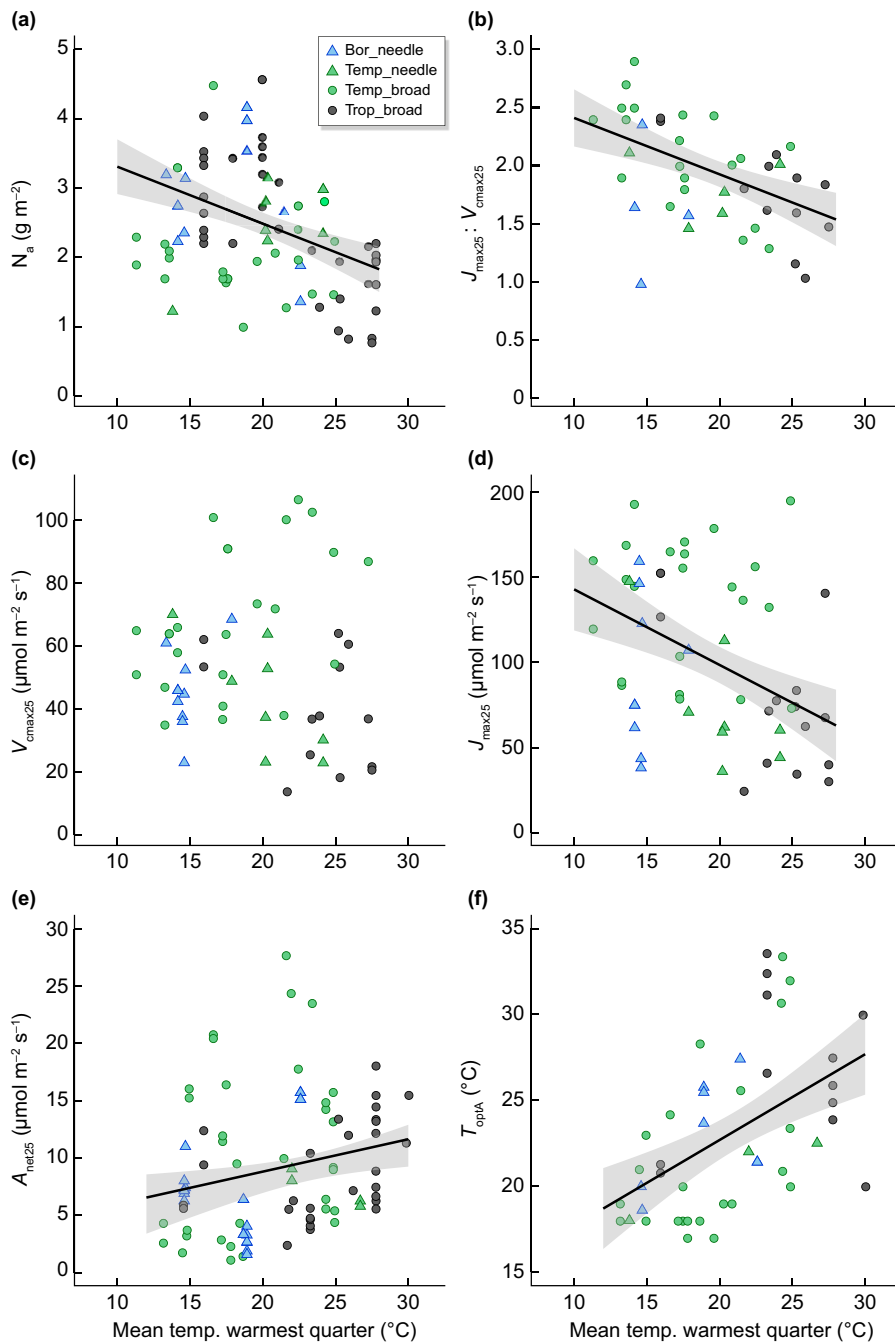 (a)
N_a (g m⁻²)
5
4
3
2
1
0
10 15 20 25 30
Bor_needle
Temp_needle
Temp_broad
Trop_broad
(b)
J_max25 : V_cmax25
3.0
2.5
2.0
1.5
1.0
0.5
0.0
10 15 20 25 30
(c)
V_cmax25 (μmol m⁻² s⁻¹)
100
80
60
40
20
0
10 15 20 25 30
(d)
J_max25 (μmol m⁻² s⁻¹)
200
150
100
50
0
10 15 20 25 30
(e)
A_net25 (μmol m⁻² s⁻¹)
30
25
20
15
10
5
0
10 15 20 25 30
Mean temp. warmest quarter (°C)
(f)
T_optA (°C)
35
30
25
20
15
10 15 20 25 30
Mean temp. warmest quarter (°C)